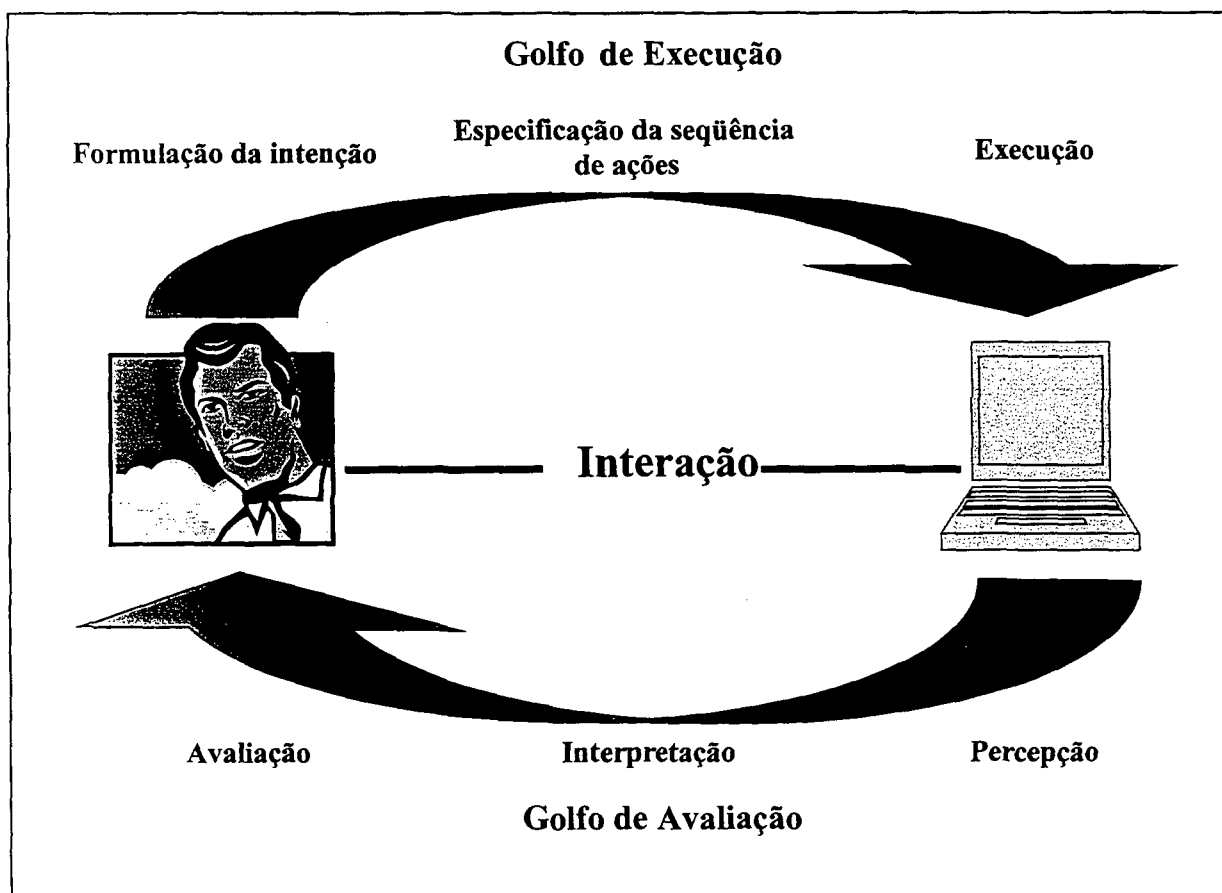 Golfo de Execução
Formulação da intenção
Especificação da seqüência
de ações
Execução
Interação
Avaliação
Interpretação
Percepção
Golfo de Avaliação